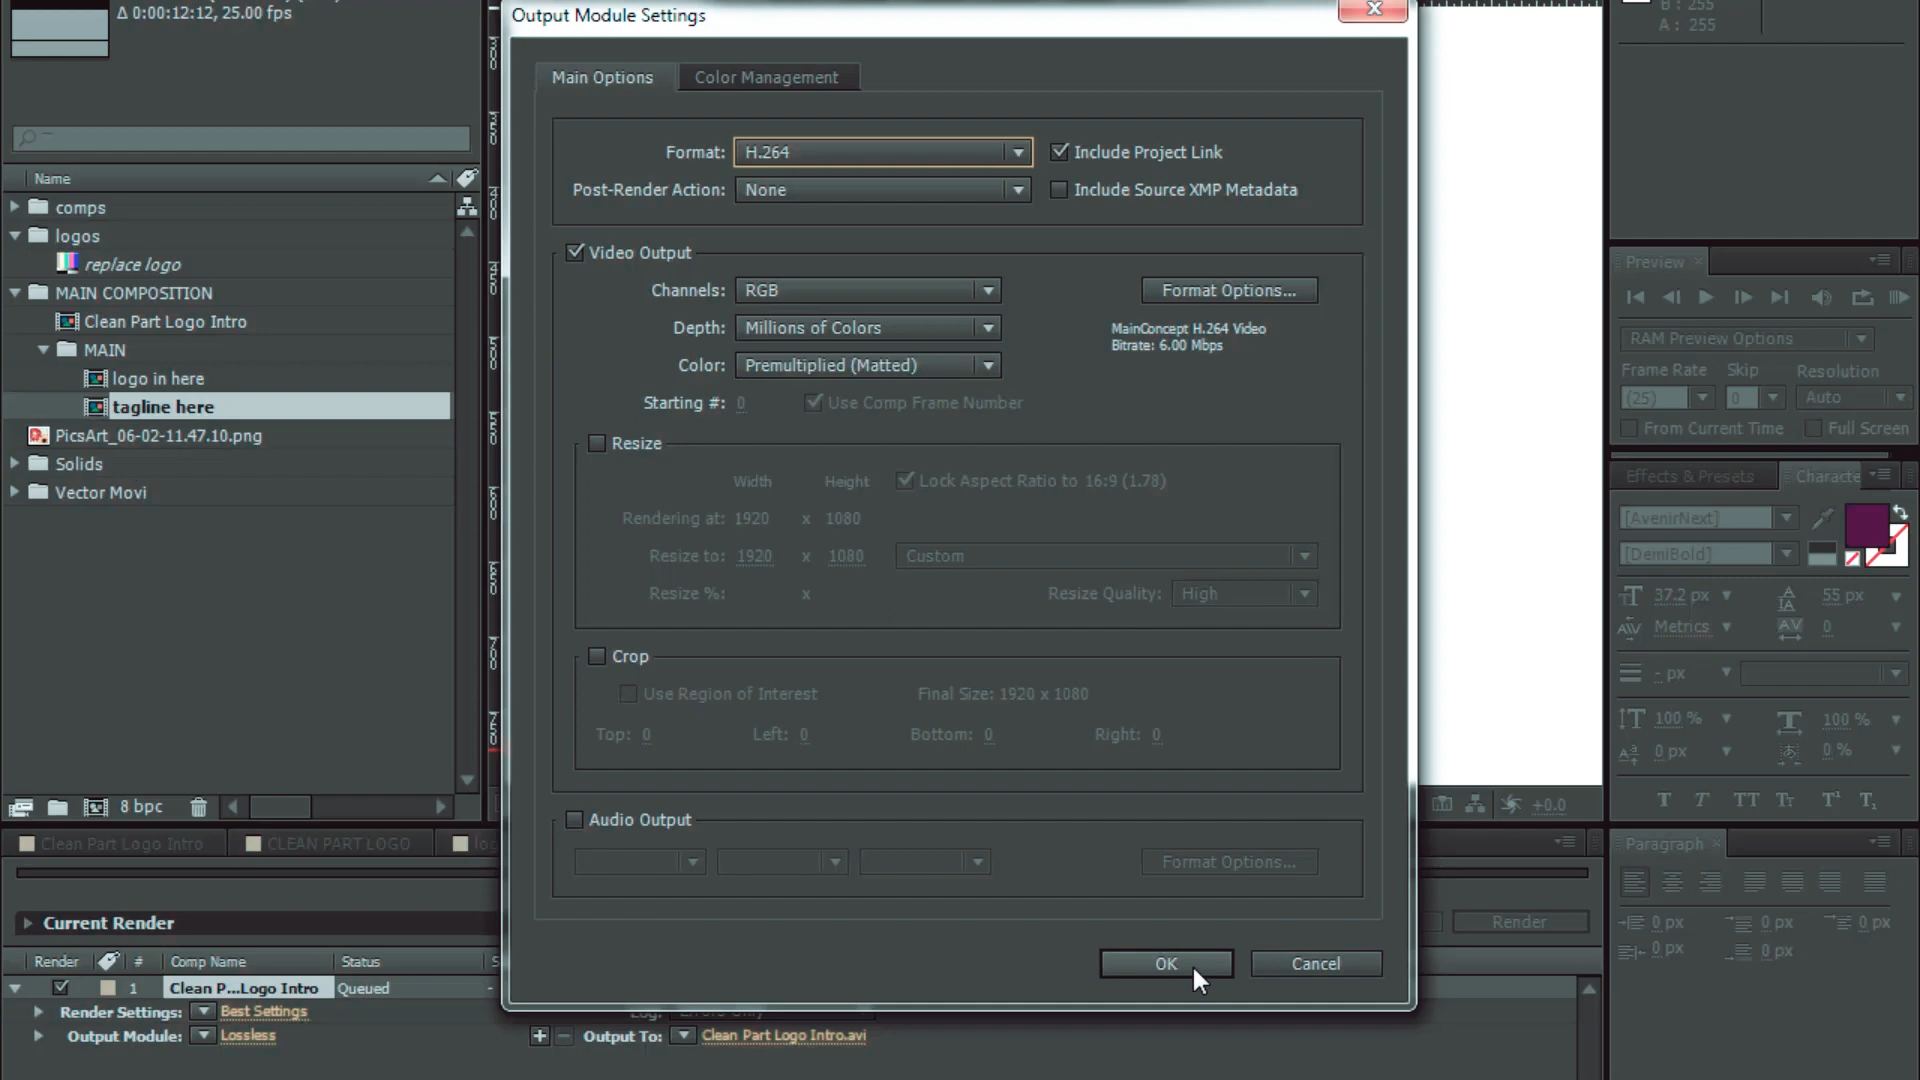 Δ 0:00:12:12, 25.00 fps
Name
comps
logos
replace logo
MAIN COMPOSITION
Clean Part Logo Intro
MAIN
logo in here
tagline here
PicsArt_06-02-11.47.10.png
Solids
Vector Movi
8 bpc
Output Module Settings
Main Options
Color Management
Format: H.264
Include Project Link
Post-Render Action: None
Include Source XMP Metadata
Video Output
Channels: RGB
Format Options...
Depth: Millions of Colors
MainConcept H.264 Video
Bitrate: 6.00 Mbps
Color: Premultiplied (Matted)
Starting #: 0
Use Comp Frame Number
Resize
Width Height
Lock Aspect Ratio to 16:9 (1.78)
Rendering at: 1920 x 1080
Resize to: 1920 x 1080 Custom
Resize %: x
Resize Quality: High
Crop
Use Region of Interest
Final Size: 1920 x 1080
Top: 0 Left: 0 Bottom: 0 Right: 0
Audio Output
Format Options...
OK
Cancel
B : 255
A : 255
Preview
RAM Preview Options
Frame Rate Skip Resolution
(25) 0 Auto
From Current Time Full Screen
Effects & Presets
Characte
[AvenirNext]
[DemiBold]
37.2 px 55 px
Metrics 0
- px
100 % 100 %
0 px 0 %
+0.0
Paragraph
0 px 0 px 0 px
0 px 0 px
Clean Part Logo Intro
CLEAN PART LOGO
Current Render
Render
Render # Comp Name Status
1 Clean P...Logo Intro Queued
Render Settings: Best Settings
Output Module: Lossless
Output To: Clean Part Logo Intro.avi